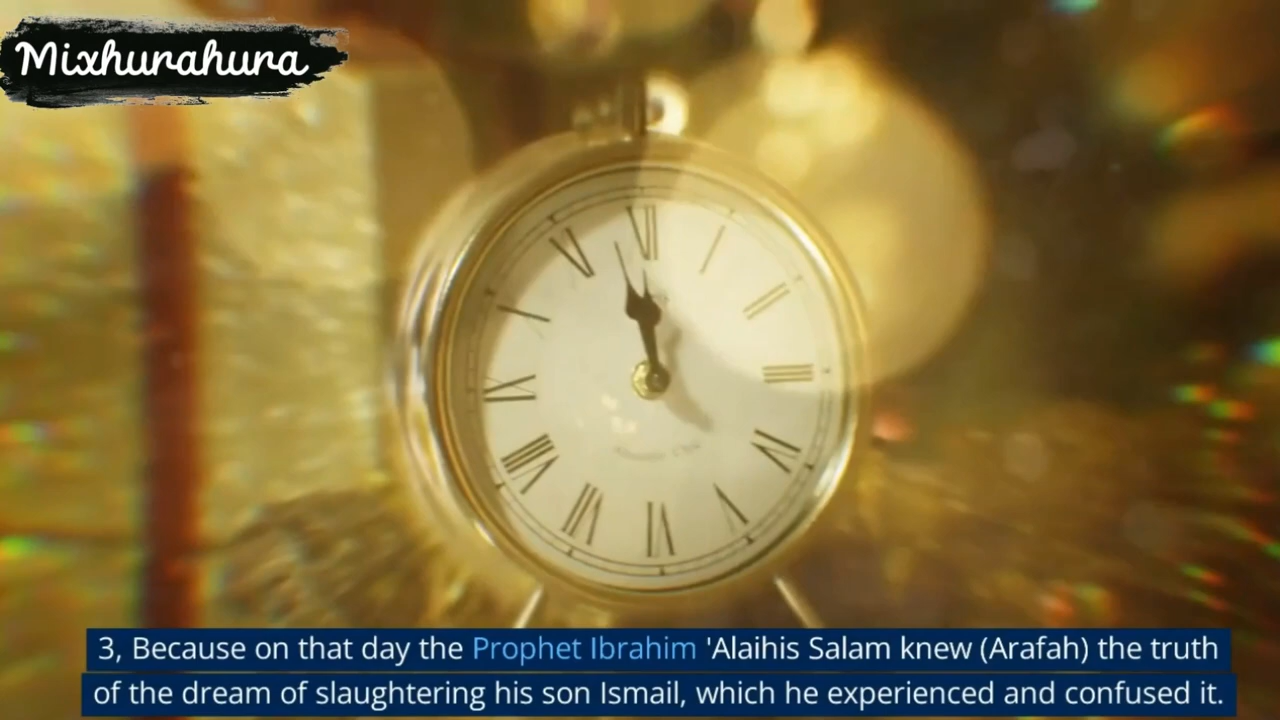 Mixhurahura
3, Because on that day the Prophet Ibrahim 'Alaihis Salam knew (Arafah) the truth
of the dream of slaughtering his son Ismail, which he experienced and confused it.